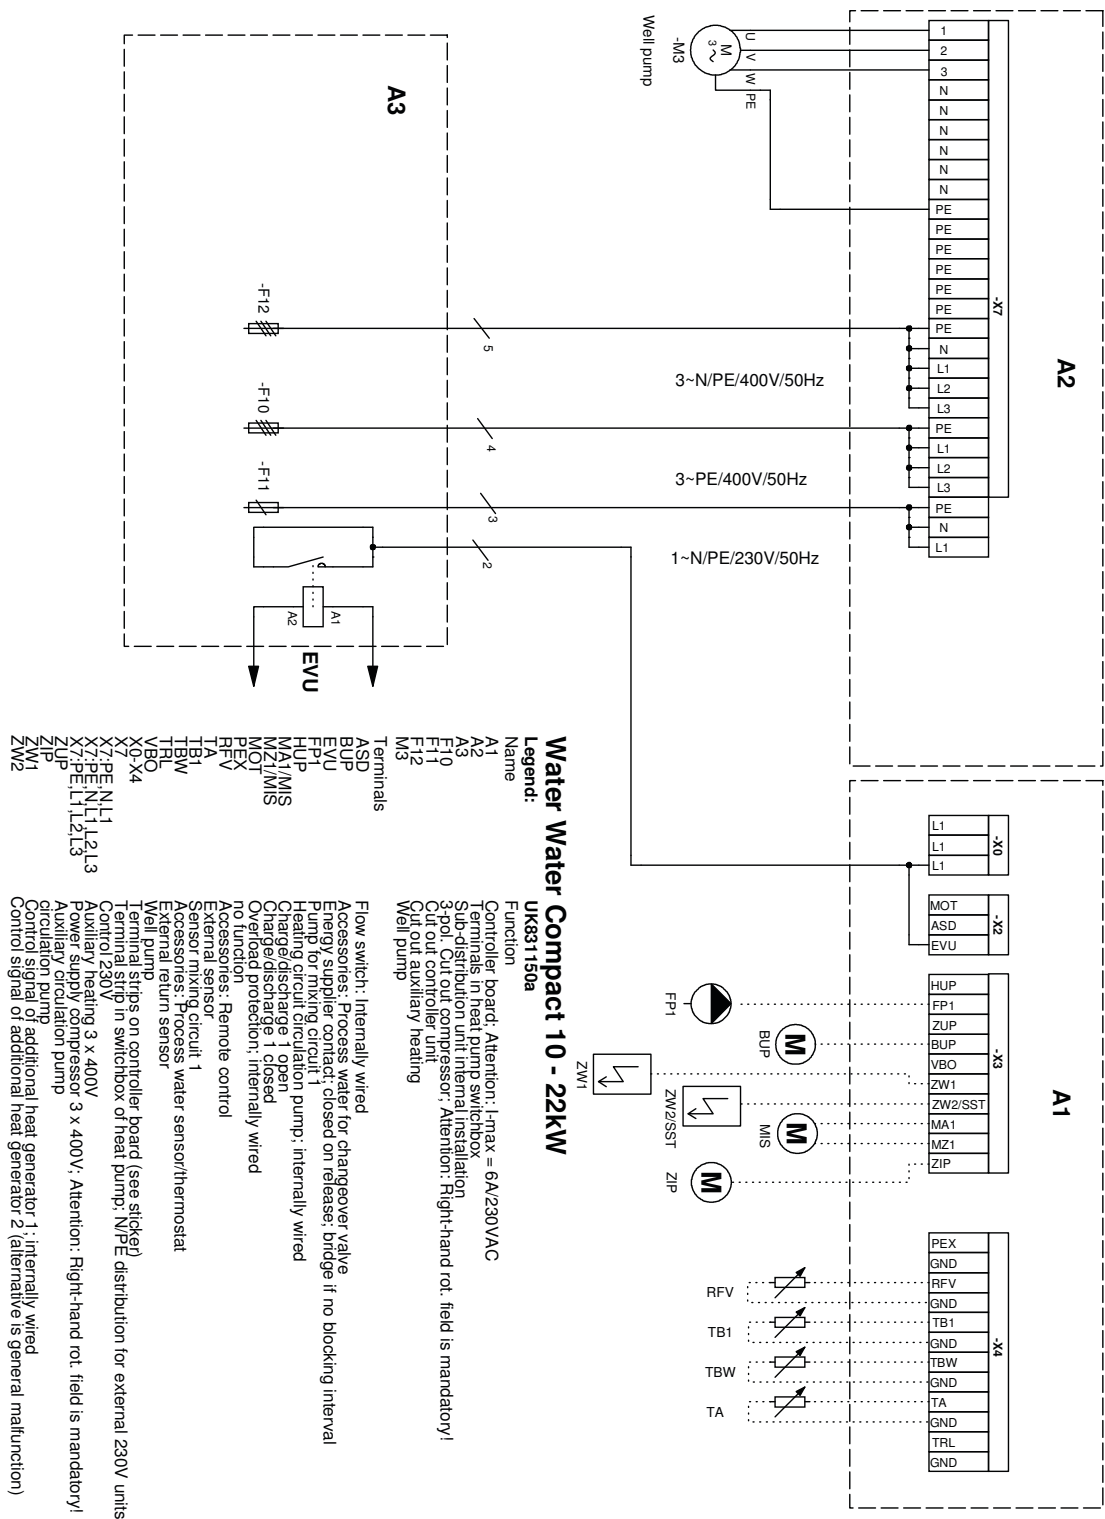 A2
-X7
1
2
3
N
N
N
N
N
N
PE
PE
PE
PE
PE
PE
PE
N
L1
L2
L3
PE
L1
L2
L3
PE
N
L1
Well pump
-M3
M
3~
U
V
W
PE
3~N/PE/400V/50Hz
3~PE/400V/50Hz
1~N/PE/230V/50Hz
5
4
3
2
A3
-F12
-F10
-F11
A1
A2
EVU
A1
-X0
L1
L1
L1
-X2
MOT
ASD
EVU
-X3
HUP
FP1
ZUP
BUP
VBO
ZW1
ZW2/SST
MA1
MZ1
ZIP
-X4
PEX
GND
RFV
GND
TB1
GND
TBW
GND
TA
GND
TRL
GND
FP1
M
BUP
ZW1
ZW2/SST
M
MIS
M
ZIP
RFV
TB1
TBW
TA
Water Water Compact 10 - 22kW
Legend: UK831150a
Name Function
A1 Controller board; Attention: I-max = 6A/230VAC
A2 Terminals in heat pump switchbox
A3 Sub-distribution unit internal installation
F10 3-pol. Cut out compressor; Attention: Right-hand rot. field is mandatory!
F11 Cut out controller unit
F12 Cut out auxiliary heating
M3 Well pump
Terminals
ASD Flow switch: Internally wired
BUP Accessories: Process water for changeover valve
EVU Energy supplier contact; closed on release; bridge if no blocking interval
FP1 Pump for mixing circuit 1
HUP Heating circuit circulation pump; internally wired
MA1/MIS Charge/discharge 1 open
MZ1/MIS Charge/discharge 1 closed
MOT Overload protection; internally wired
PEX no function
RFV Accessories: Remote control
TA External sensor
TB1 Sensor mixing circuit 1
TBW Accessories: Process water sensor/thermostat
TRL External return sensor
VBO Well pump
X0-X4 Terminal strips on controller board (see sticker)
X7 Terminal strip in switchbox of heat pump; N/PE distribution for external 230V units
X7:PE,N,L1 Control 230V
X7:PE,N,L1,L2,L3 Auxiliary heating 3 x 400V
X7:PE,L1,L2,L3 Power supply compressor 3 x 400V; Attention: Right-hand rot. field is mandatory!
ZUP Auxiliary circulation pump
ZIP circulation pump
ZW1 Control signal of additional heat generator 1; internally wired
ZW2 Control signal of additional heat generator 2 (alternative is general malfunction)